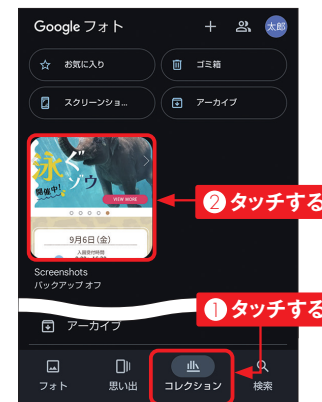 Google フォト
太郎
お気に入り
ゴミ箱
スクリーンショ...
アーカイブ
泳ぐ
ゾウ
開催中!
VIEW MORE
9月6日(金)
② タッチする
Screenshots
バックアップ オフ
① タッチする
アーカイブ
フォト
思い出
コレクション
検索